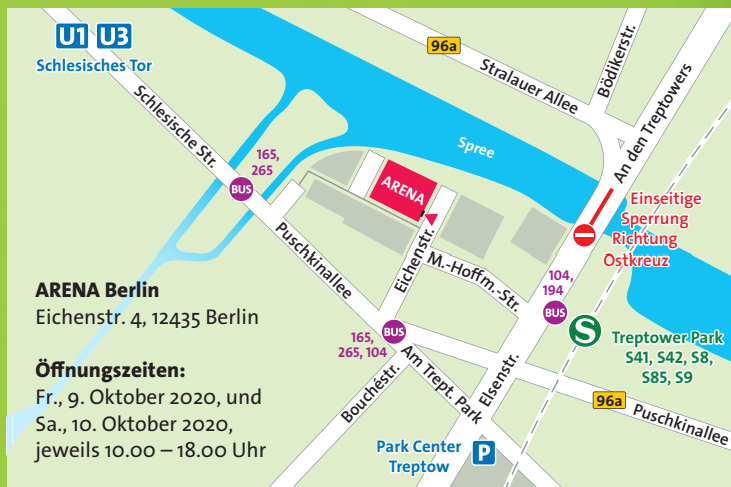 U1 U3
Schlesisches Tor
96a
Stralauer Allee
Bödikerstr.
An den Treptowers
Schlesische Str.
165,
265
BUS
Spree
ARENA
Einseitige
Sperrung
Richtung
Ostkreuz
Puschkinallee
Eichenstr.
M.-Hoffm.-Str.
104,
194
BUS
ARENA Berlin
Eichenstr. 4, 12435 Berlin
165,
265, 104
BUS
S
Treptower Park
S41, S42, S8,
S85, S9
Öffnungszeiten:
Fr., 9. Oktober 2020, und
Sa., 10. Oktober 2020,
jeweils 10.00 – 18.00 Uhr
Bouchéstr.
Am Trept. Park
Elsenstr.
96a
Puschkinallee
Park Center
Treptow
P